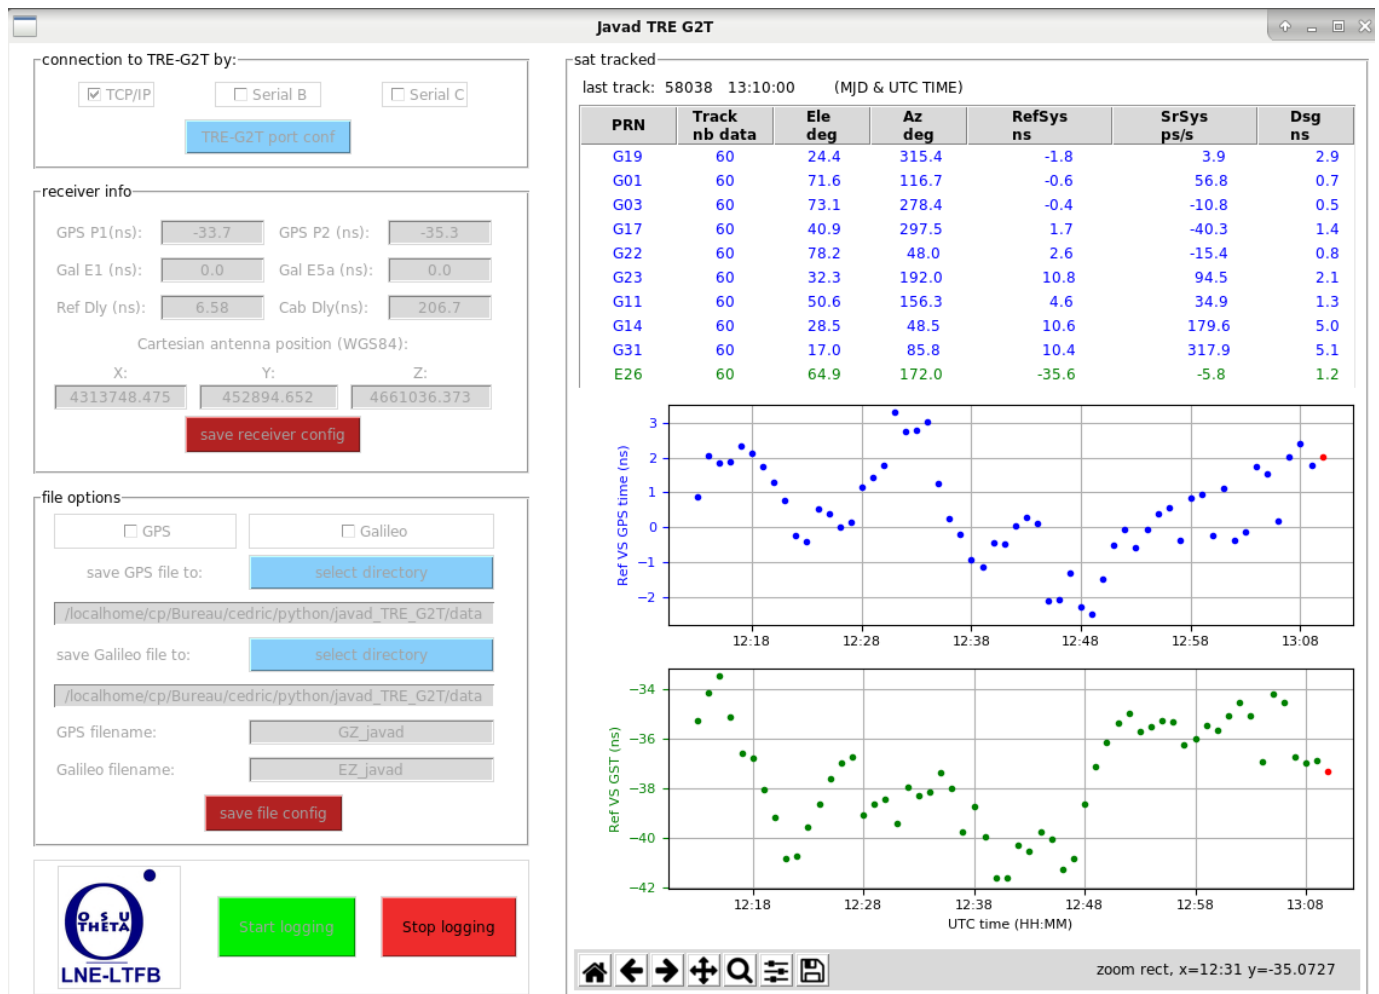 Javad TRE G2T
connection to TRE-G2T by:
TCP/IP Serial B Serial C
TRE-G2T port conf
receiver info
GPS P1(ns): -33.7 GPS P2 (ns): -35.3
Gal E1 (ns): 0.0 Gal E5a (ns): 0.0
Ref Dly (ns): 6.58 Cab Dly(ns): 206.7
Cartesian antenna position (WGS84):
X: Y: Z:
4313748.475 452894.652 4661036.373
save receiver config
file options
GPS Galileo
save GPS file to: select directory
/localhome/cp/Bureau/cedric/python/javad_TRE_G2T/data
save Galileo file to: select directory
/localhome/cp/Bureau/cedric/python/javad_TRE_G2T/data
GPS filename: GZ_javad
Galileo filename: EZ_javad
save file config
OSU
THETA
LNE-LTFB
Start logging Stop logging
sat tracked
last track: 58038 13:10:00 (MJD & UTC TIME)
PRN Track nb data Ele deg Az deg RefSys ns SrSys ps/s Dsg ns
G19 60 24.4 315.4 -1.8 3.9 2.9
G01 60 71.6 116.7 -0.6 56.8 0.7
G03 60 73.1 278.4 -0.4 -10.8 0.5
G17 60 40.9 297.5 1.7 -40.3 1.4
G22 60 78.2 48.0 2.6 -15.4 0.8
G23 60 32.3 192.0 10.8 94.5 2.1
G11 60 50.6 156.3 4.6 34.9 1.3
G14 60 28.5 48.5 10.6 179.6 5.0
G31 60 17.0 85.8 10.4 317.9 5.1
E26 60 64.9 172.0 -35.6 -5.8 1.2
Ref VS GPS time (ns)
3
2
1
0
−1
−2
12:18 12:28 12:38 12:48 12:58 13:08
Ref VS GST (ns)
−34
−36
−38
−40
−42
12:18 12:28 12:38 12:48 12:58 13:08
UTC time (HH:MM)
zoom rect, x=12:31 y=-35.0727